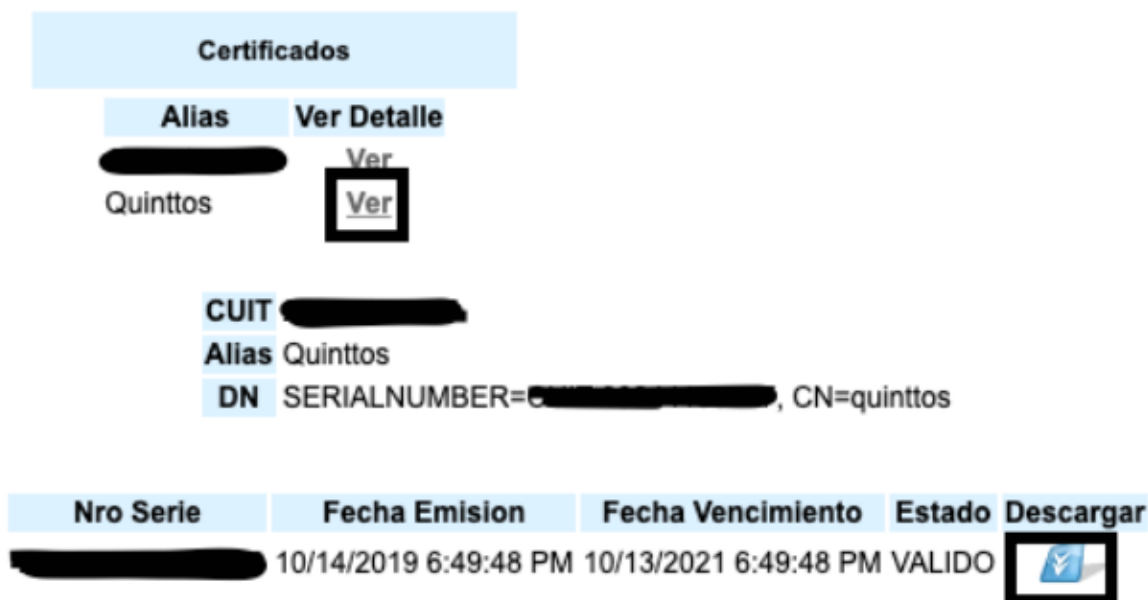 Certificados
Alias Ver Detalle
Ver
Quinttos Ver
CUIT
Alias Quinttos
DN SERIALNUMBER= , CN=quinttos
Nro Serie Fecha Emision Fecha Vencimiento Estado Descargar
10/14/2019 6:49:48 PM 10/13/2021 6:49:48 PM VALIDO